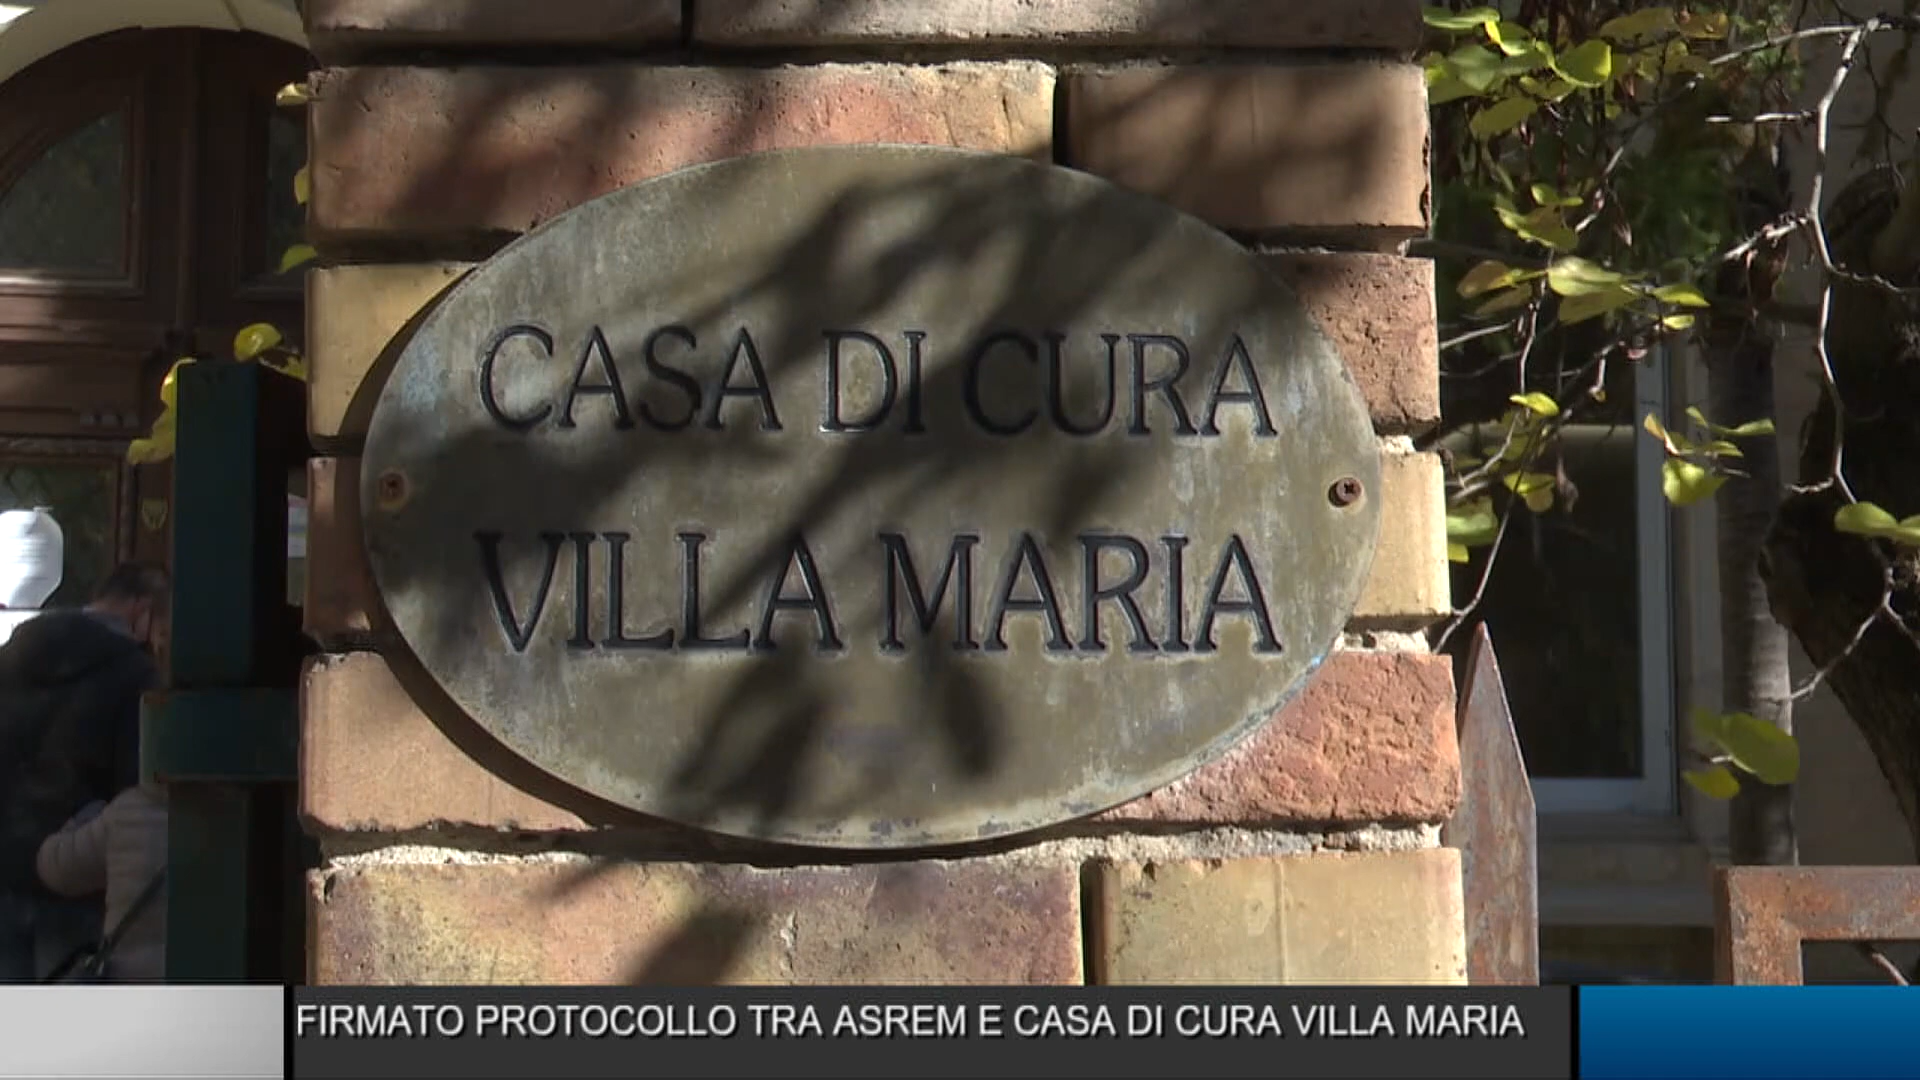 CASA DI CURA
VILLA MARIA
FIRMATO PROTOCOLLO TRA ASREM E CASA DI CURA VILLA MARIA